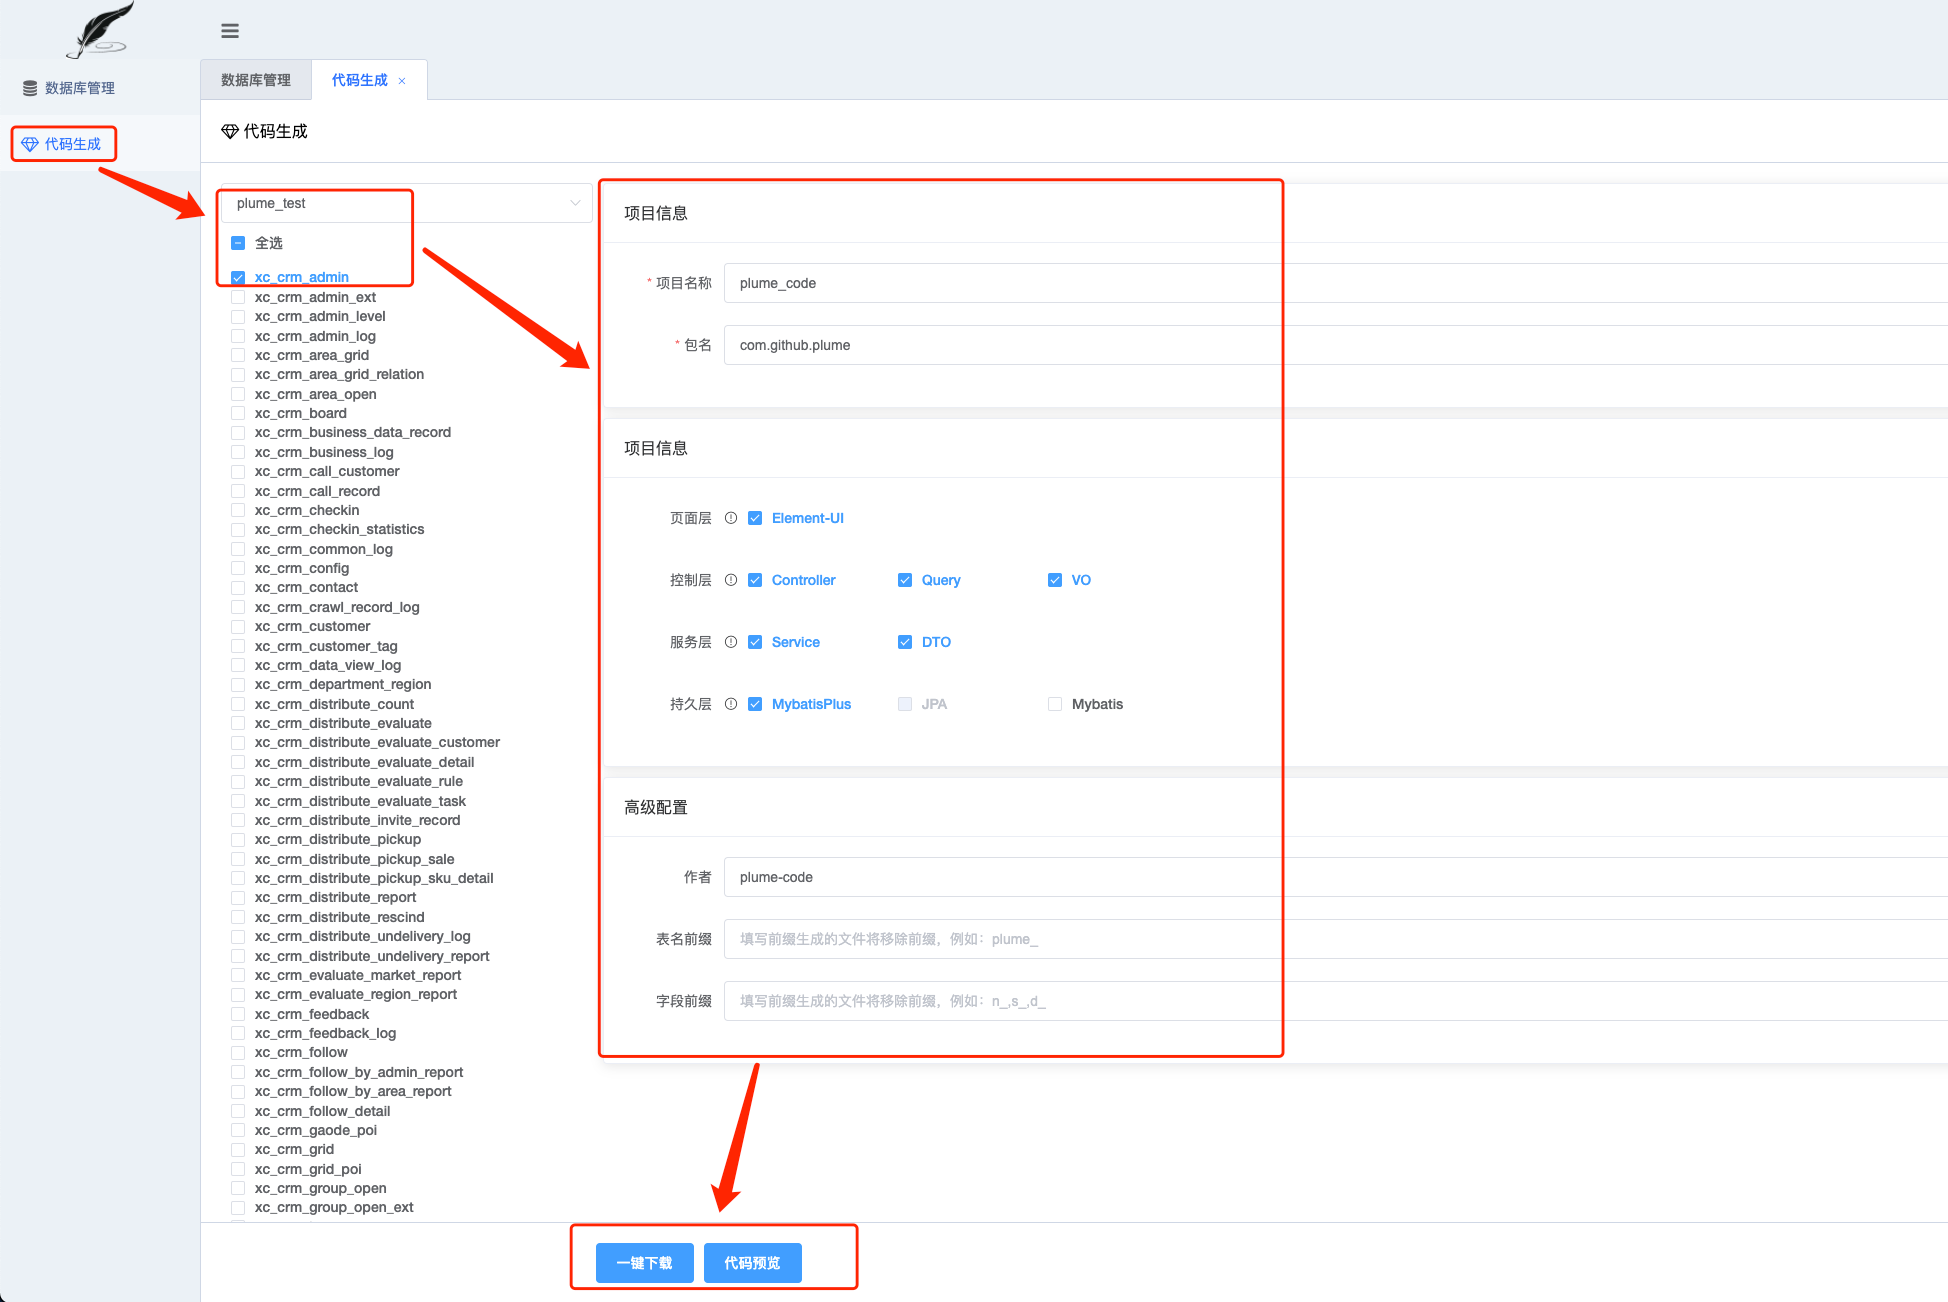 数据库管理
代码生成
数据库管理
代码生成 ×
代码生成
plume_test
全选
xc_crm_admin
xc_crm_admin_ext
xc_crm_admin_level
xc_crm_admin_log
xc_crm_area_grid
xc_crm_area_grid_relation
xc_crm_area_open
xc_crm_board
xc_crm_business_data_record
xc_crm_business_log
xc_crm_call_customer
xc_crm_call_record
xc_crm_checkin
xc_crm_checkin_statistics
xc_crm_common_log
xc_crm_config
xc_crm_contact
xc_crm_crawl_record_log
xc_crm_customer
xc_crm_customer_tag
xc_crm_data_view_log
xc_crm_department_region
xc_crm_distribute_count
xc_crm_distribute_evaluate
xc_crm_distribute_evaluate_customer
xc_crm_distribute_evaluate_detail
xc_crm_distribute_evaluate_rule
xc_crm_distribute_evaluate_task
xc_crm_distribute_invite_record
xc_crm_distribute_pickup
xc_crm_distribute_pickup_sale
xc_crm_distribute_pickup_sku_detail
xc_crm_distribute_report
xc_crm_distribute_rescind
xc_crm_distribute_undelivery_log
xc_crm_distribute_undelivery_report
xc_crm_evaluate_market_report
xc_crm_evaluate_region_report
xc_crm_feedback
xc_crm_feedback_log
xc_crm_follow
xc_crm_follow_by_admin_report
xc_crm_follow_by_area_report
xc_crm_follow_detail
xc_crm_gaode_poi
xc_crm_grid
xc_crm_grid_poi
xc_crm_group_open
xc_crm_group_open_ext
项目信息
* 项目名称 plume_code
* 包名 com.github.plume
项目信息
页面层 Element-UI
控制层 Controller Query VO
服务层 Service DTO
持久层 MybatisPlus JPA Mybatis
高级配置
作者 plume-code
表名前缀 填写前缀生成的文件将移除前缀，例如：plume_
字段前缀 填写前缀生成的文件将移除前缀，例如：n_,s_,d_
一键下载 代码预览